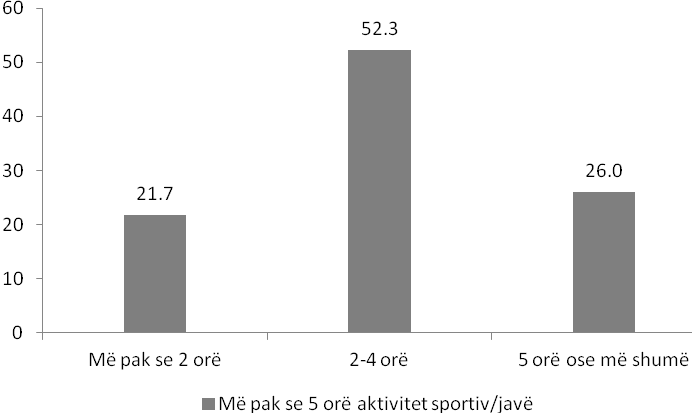 60
50
40
30
20
10
0
21.7
52.3
26.0
Më pak se 2 orë
2-4 orë
5 orë ose më shumë
Më pak se 5 orë aktivitet sportiv/javë